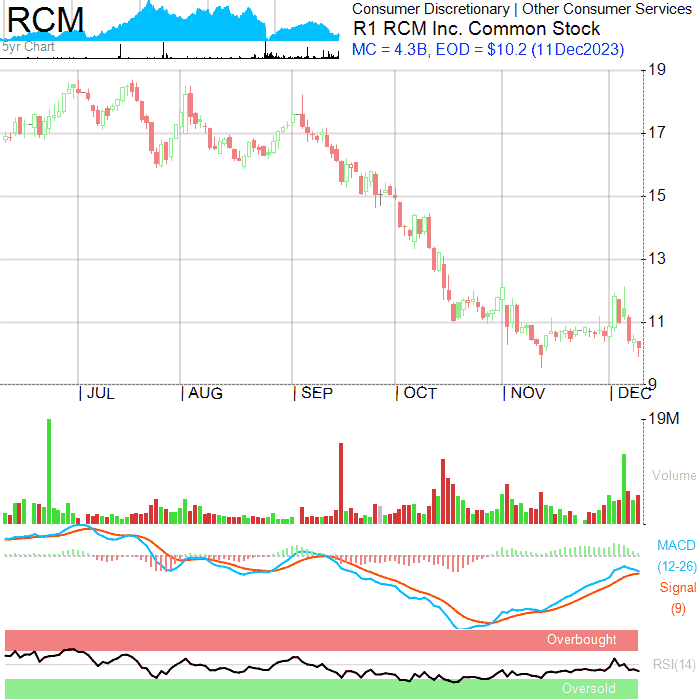 RCM
5yr Chart
Consumer Discretionary | Other Consumer Services
R1 RCM Inc. Common Stock
MC = 4.3B, EOD = $10.2 (11Dec2023)
19
17
15
13
11
9
| JUL | AUG | SEP | OCT | NOV | DEC
19M
Volume
MACD
(12-26)
Signal
(9)
Overbought
RSI(14)
Oversold